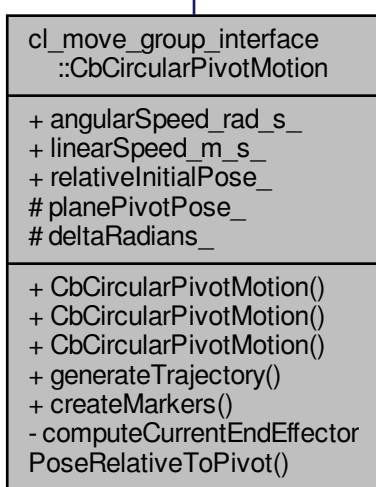 cl_move_group_interface
::CbCircularPivotMotion
+ angularSpeed_rad_s_
+ linearSpeed_m_s_
+ relativeInitialPose_
# planePivotPose_
# deltaRadians_
+ CbCircularPivotMotion()
+ CbCircularPivotMotion()
+ CbCircularPivotMotion()
+ generateTrajectory()
+ createMarkers()
- computeCurrentEndEffector
PoseRelativeToPivot()